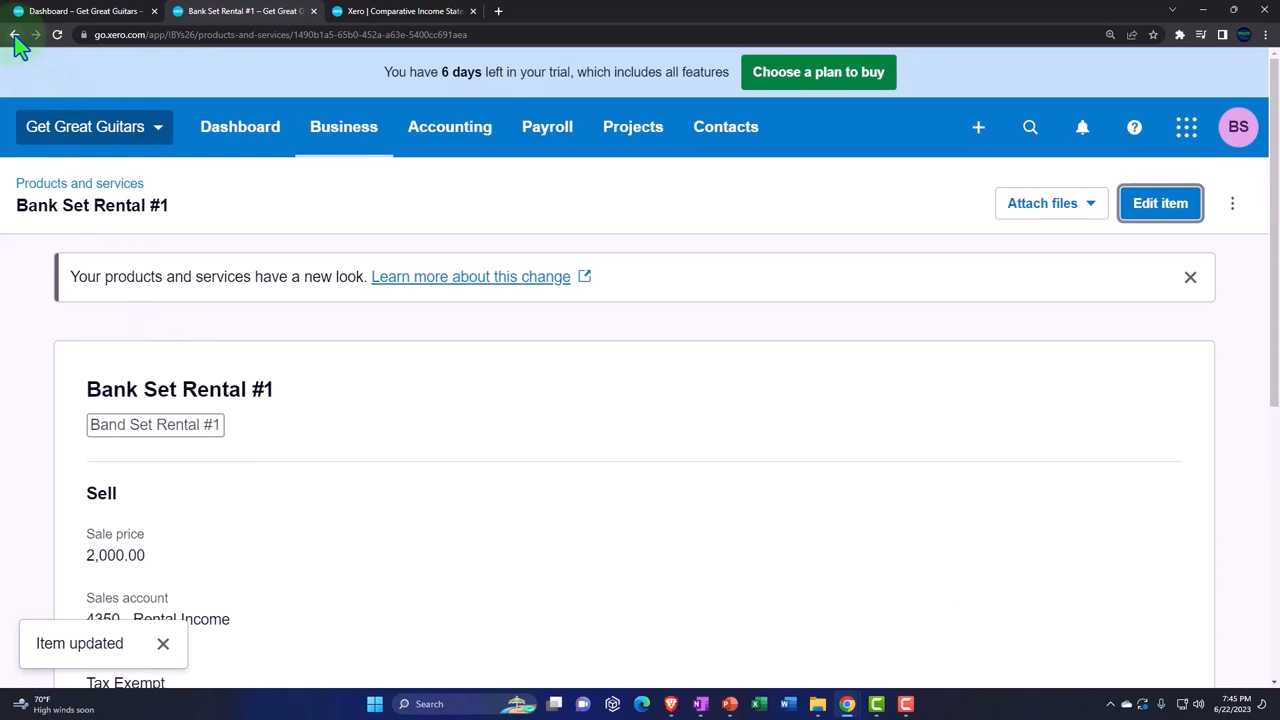 Dashboard – Get Great Guitars
Bank Set Rental #1 – Get Great G
Xero | Comparative Income State
go.xero.com/app/!BYs26/products-and-services/1490b1a5-65b0-452a-a63e-5400cc691aea
You have 6 days left in your trial, which includes all features
Choose a plan to buy
Get Great Guitars
Dashboard
Business
Accounting
Payroll
Projects
Contacts
BS
Products and services
Bank Set Rental #1
Attach files
Edit item
Your products and services have a new look. Learn more about this change
Bank Set Rental #1
Band Set Rental #1
Sell
Sale price
2,000.00
Sales account
4350 - Rental Income
Item updated
Tax Exempt
70°F
High winds soon
Search
7:45 PM
6/22/2023